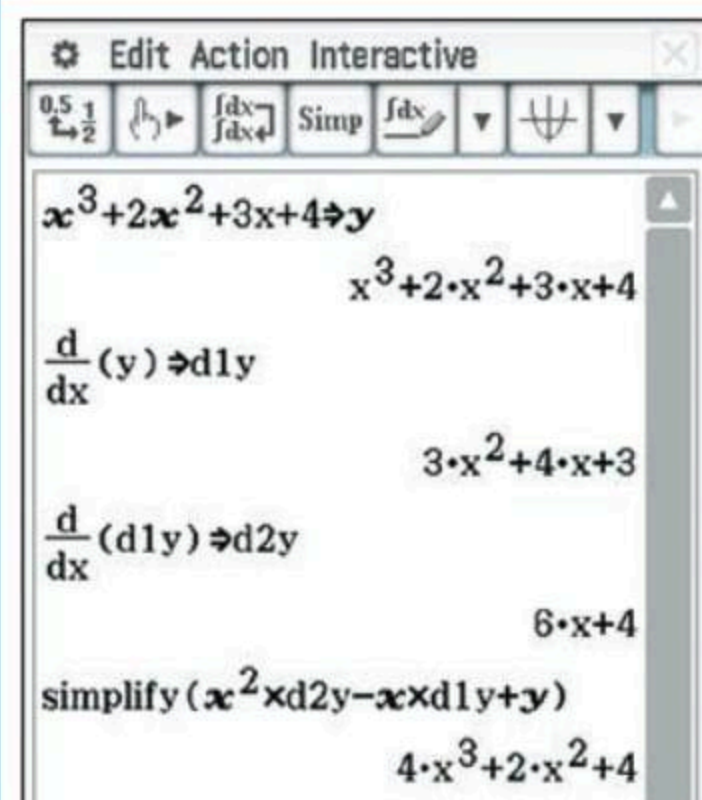 Edit Action Interactive
0.5 1/2 ∫dx ∫dx Simp ∫dx
x³+2x²+3x+4⇒y
x³+2·x²+3·x+4
d/dx (y)⇒d1y
3·x²+4·x+3
d/dx (d1y)⇒d2y
6·x+4
simplify(x²×d2y−x×d1y+y)
4·x³+2·x²+4